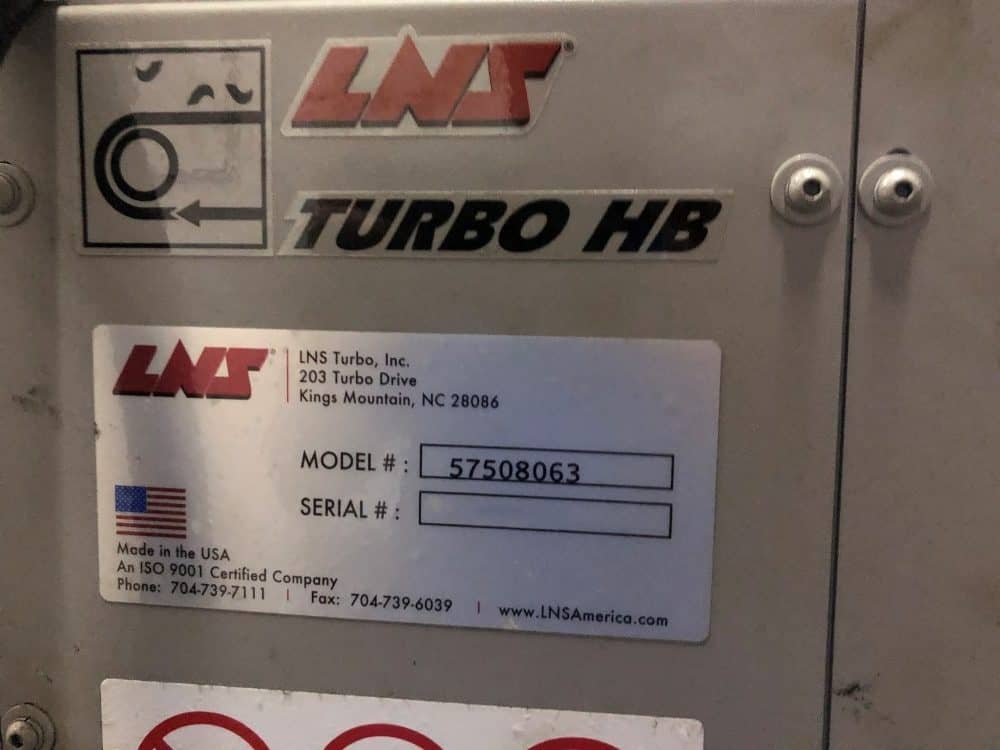 LNS
TURBO HB
LNS
LNS Turbo, Inc.
203 Turbo Drive
Kings Mountain, NC 28086
MODEL # : 57508063
SERIAL # :
Made in the USA
An ISO 9001 Certified Company
Phone: 704-739-7111 | Fax: 704-739-6039 | www.LNSAmerica.com